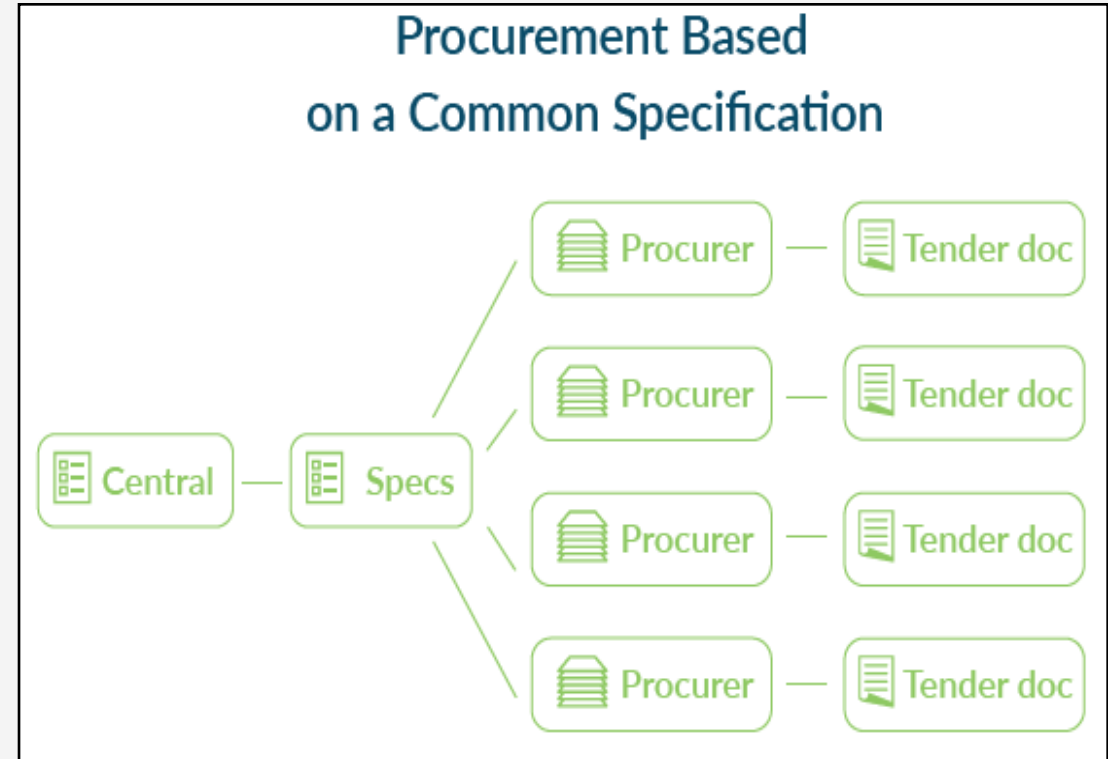 Procurement Based
on a Common Specification
Procurer
Tender doc
Procurer
Tender doc
Central
Specs
Procurer
Tender doc
Procurer
Tender doc